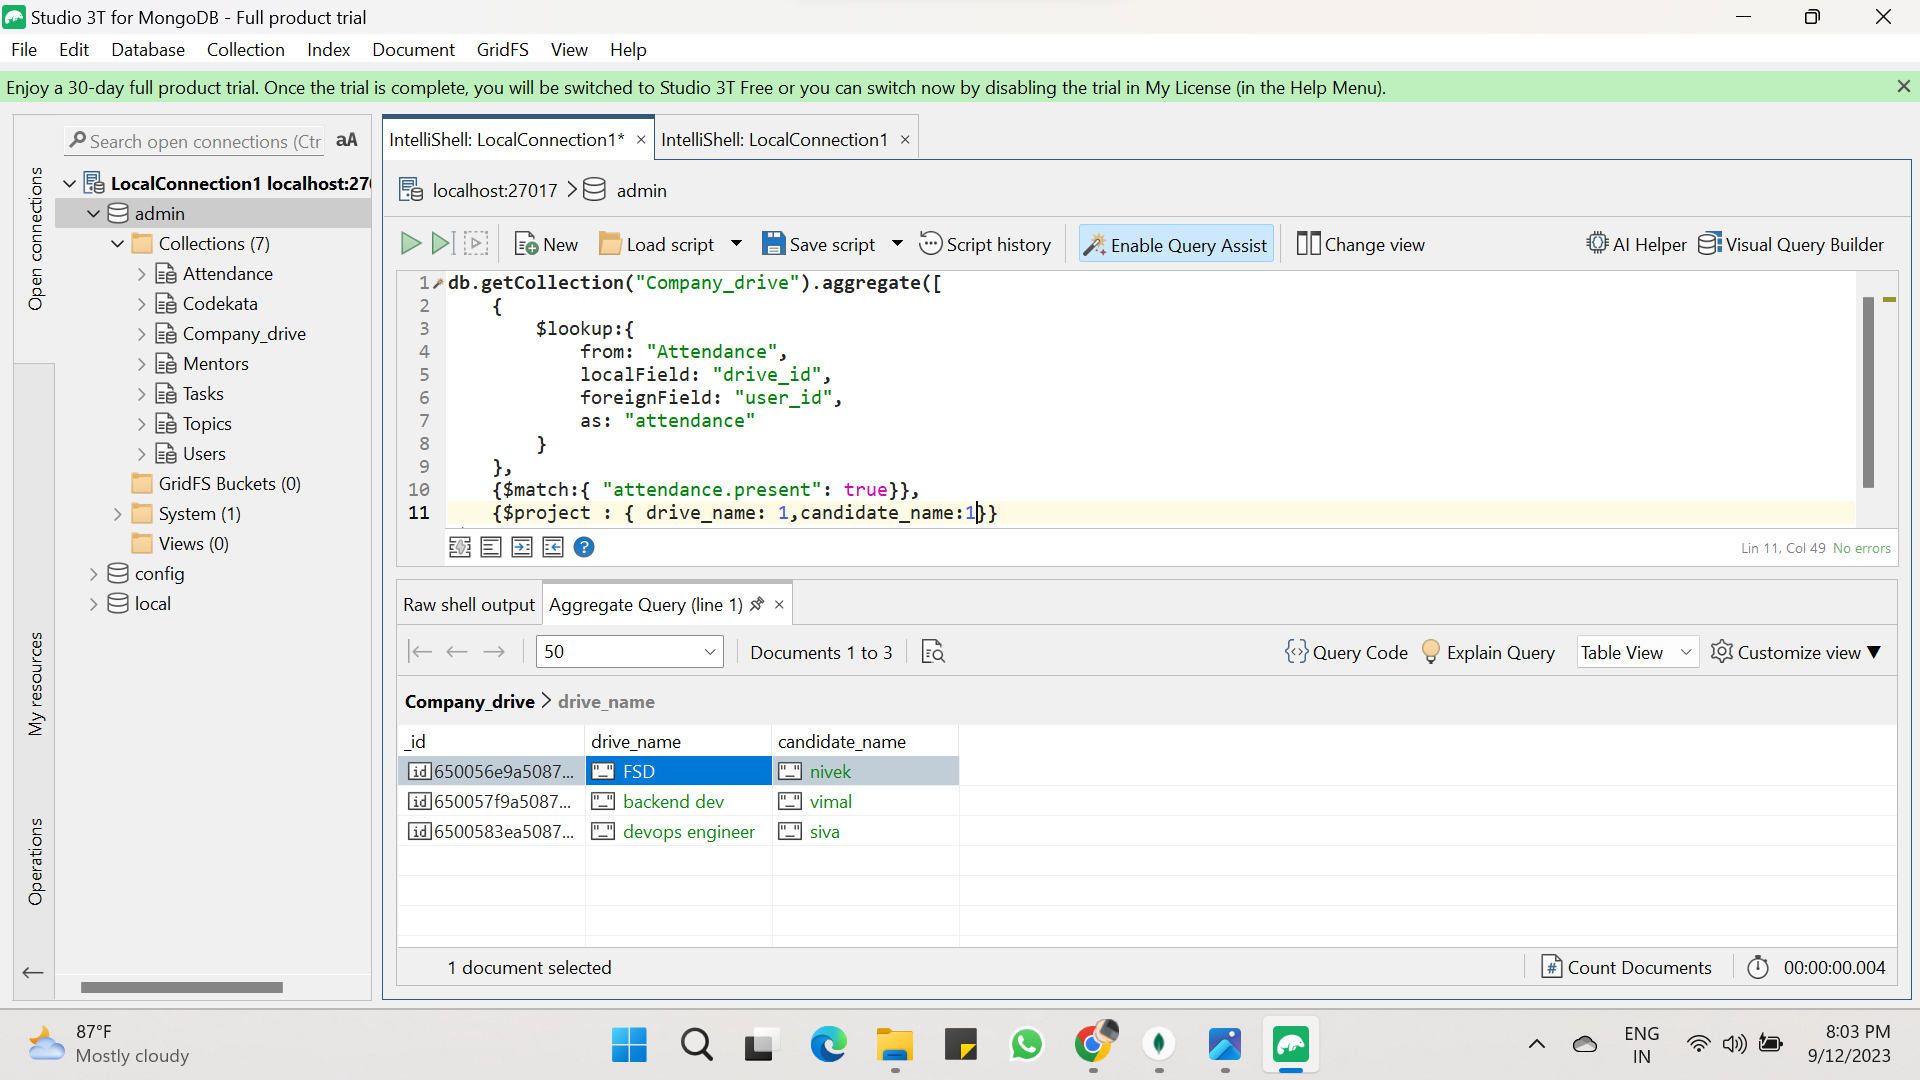 Studio 3T for MongoDB - Full product trial
File Edit Database Collection Index Document GridFS View Help
Enjoy a 30-day full product trial. Once the trial is complete, you will be switched to Studio 3T Free or you can switch now by disabling the trial in My License (in the Help Menu).
Open connections
My resources
Operations
Search open connections (Ctr aA
LocalConnection1 localhost:27
admin
Collections (7)
Attendance
Codekata
Company_drive
Mentors
Tasks
Topics
Users
GridFS Buckets (0)
System (1)
Views (0)
config
local
IntelliShell: LocalConnection1* IntelliShell: LocalConnection1
localhost:27017 admin
New Load script Save script Script history Enable Query Assist Change view AI Helper Visual Query Builder
1 db.getCollection("Company_drive").aggregate([
2 {
3 $lookup:{
4 from: "Attendance",
5 localField: "drive_id",
6 foreignField: "user_id",
7 as: "attendance"
8 }
9 },
10 {$match:{ "attendance.present": true}},
11 {$project : { drive_name: 1,candidate_name:1}}
Lin 11, Col 49 No errors
Raw shell output Aggregate Query (line 1)
50 Documents 1 to 3 Query Code Explain Query Table View Customize view
Company_drive > drive_name
_id drive_name candidate_name
650056e9a5087... FSD nivek
650057f9a5087... backend dev vimal
6500583ea5087... devops engineer siva
1 document selected Count Documents 00:00:00.004
87°F
Mostly cloudy
ENG
IN
8:03 PM
9/12/2023